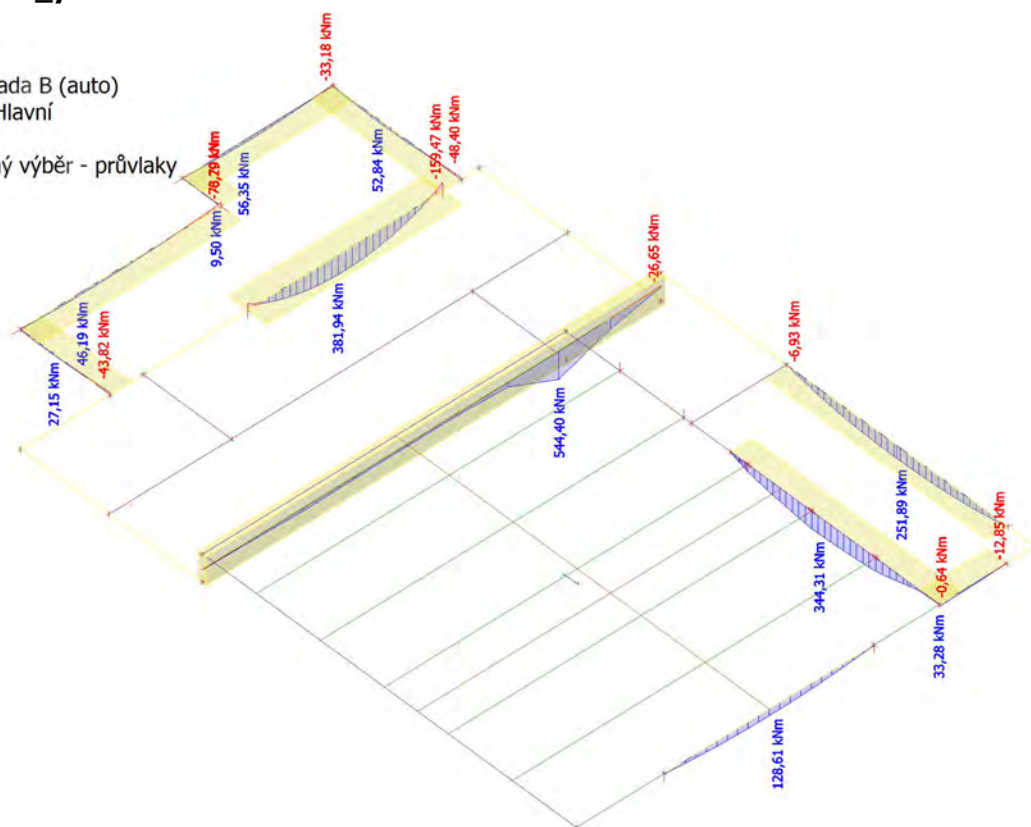 ada B (auto)
Hlavní
ý výběr - průvlaky
-33,18 kNm
-159,47 kNm
-48,40 kNm
52,84 kNm
56,35 kNm
9,50 kNm
381,94 kNm
46,19 kNm
-43,82 kNm
27,15 kNm
-26,65 kNm
544,40 kNm
-6,93 kNm
251,89 kNm
-12,85 kNm
344,31 kNm
-0,64 kNm
33,28 kNm
128,61 kNm